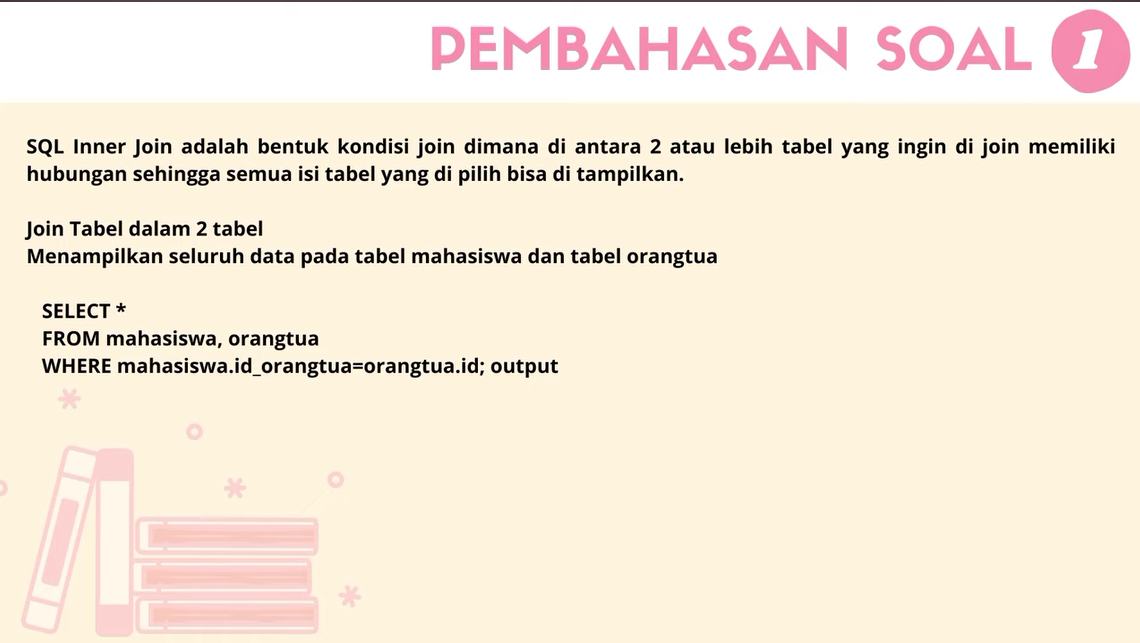 PEMBAHASAN SOAL 1
SQL Inner Join adalah bentuk kondisi join dimana di antara 2 atau lebih tabel yang ingin di join memiliki
hubungan sehingga semua isi tabel yang di pilih bisa di tampilkan.
Join Tabel dalam 2 tabel
Menampilkan seluruh data pada tabel mahasiswa dan tabel orangtua
SELECT *
FROM mahasiswa, orangtua
WHERE mahasiswa.id_orangtua=orangtua.id; output